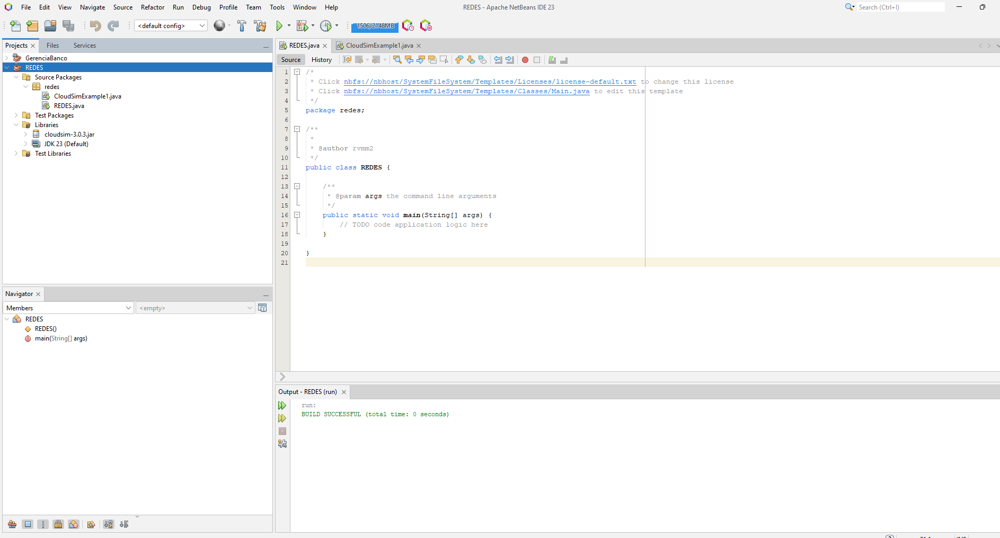 File Edit View Navigate Source Refactor Run Debug Profile Team Tools Window Help
REDES - Apache NetBeans IDE 23
Search (Ctrl+I)
<default config>
1506/2148MB
Projects Files Services
GerenciaBanco
REDES
Source Packages
redes
CloudSimExample1.java
REDES.java
Test Packages
Libraries
cloudsim-3.0.3.jar
JDK 23 (Default)
Test Libraries
Navigator
Members
<empty>
REDES
REDES()
main(String[] args)
REDES.java CloudSimExample1.java
Source History
1 /*
2 * Click nbfs://nbhost/SystemFileSystem/Templates/Licenses/license-default.txt to change this license
3 * Click nbfs://nbhost/SystemFileSystem/Templates/Classes/Main.java to edit this template
4 */
5 package redes;
6
7 /**
8 *
9 * @author rvmm2
10 */
11 public class REDES {
12
13 /**
14 * @param args the command line arguments
15 */
16 public static void main(String[] args) {
17 // TODO code application logic here
18 }
19
20 }
21
Output - REDES (run)
run:
BUILD SUCCESSFUL (total time: 0 seconds)